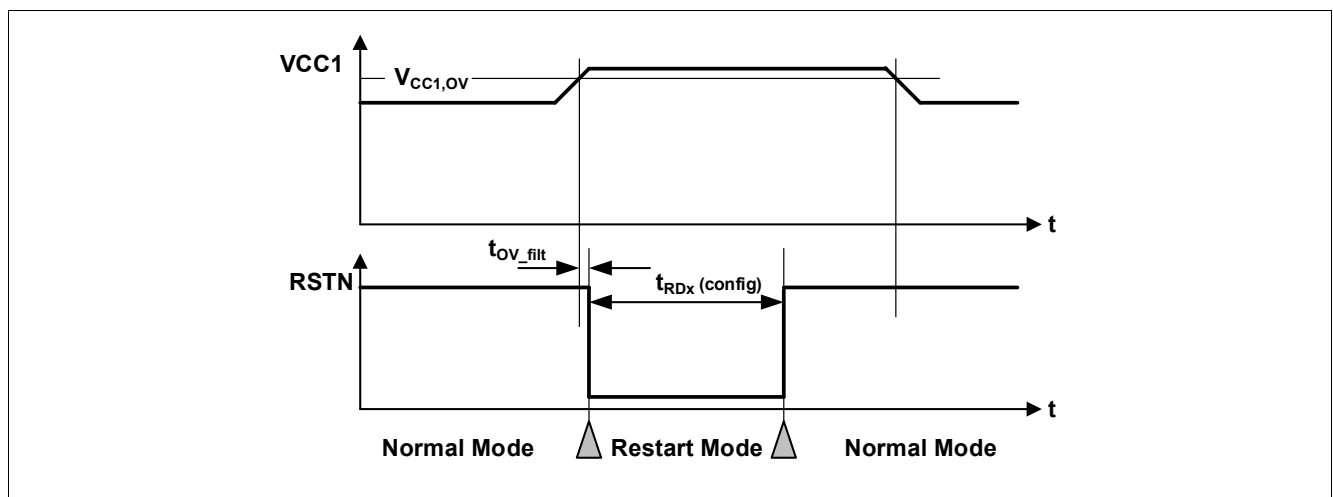 VCC1
VCC1,OV
t
tOV_filt
RSTN
tRDx (config)
t
Normal Mode Restart Mode Normal Mode